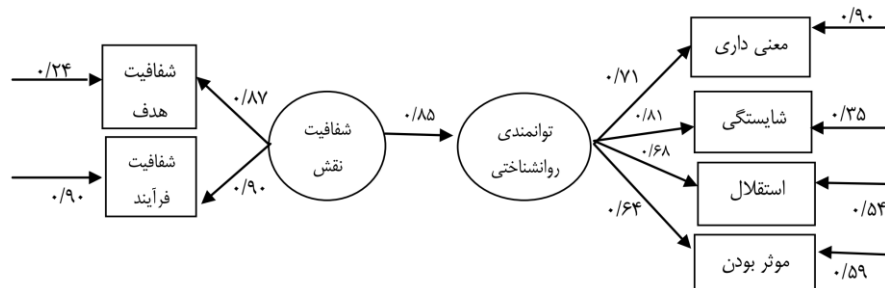 ۰/۹۰
معنی داری
۰/۲۴
شفافیت
هدف
۰/۸۷
۰/۷۱
۰/۸۵
شفافیت
نقش
توانمندی
روانشناختی
۰/۸۱
شایستگی
۰/۳۵
۰/۶۸
شفافیت
فرآیند
۰/۹۰
۰/۹۰
استقلال
۰/۵۴
۰/۶۴
موثر بودن
۰/۵۹